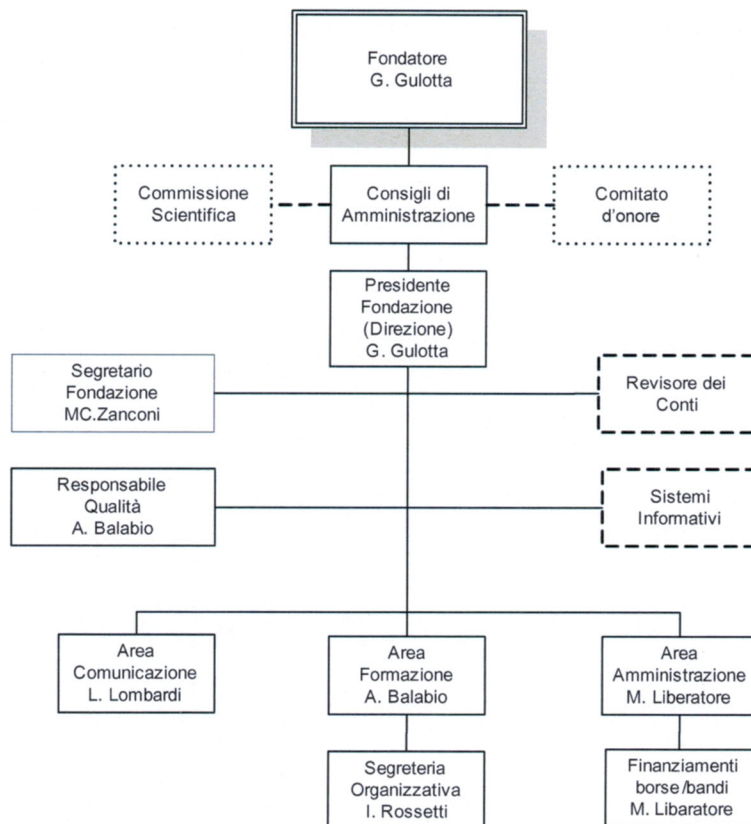 Fondatore
G. Gulotta
Commissione
Scientifica
Consigli di
Amministrazione
Comitato
d'onore
Presidente
Fondazione
(Direzione)
G. Gulotta
Segretario
Fondazione
MC.Zanconi
Revisore dei
Conti
Responsabile
Qualità
A. Balabio
Sistemi
Informativi
Area
Comunicazione
L. Lombardi
Area
Formazione
A. Balabio
Area
Amministrazione
M. Liberatore
Segreteria
Organizzativa
I. Rossetti
Finanziamenti
borse/bandi
M. Libaratore